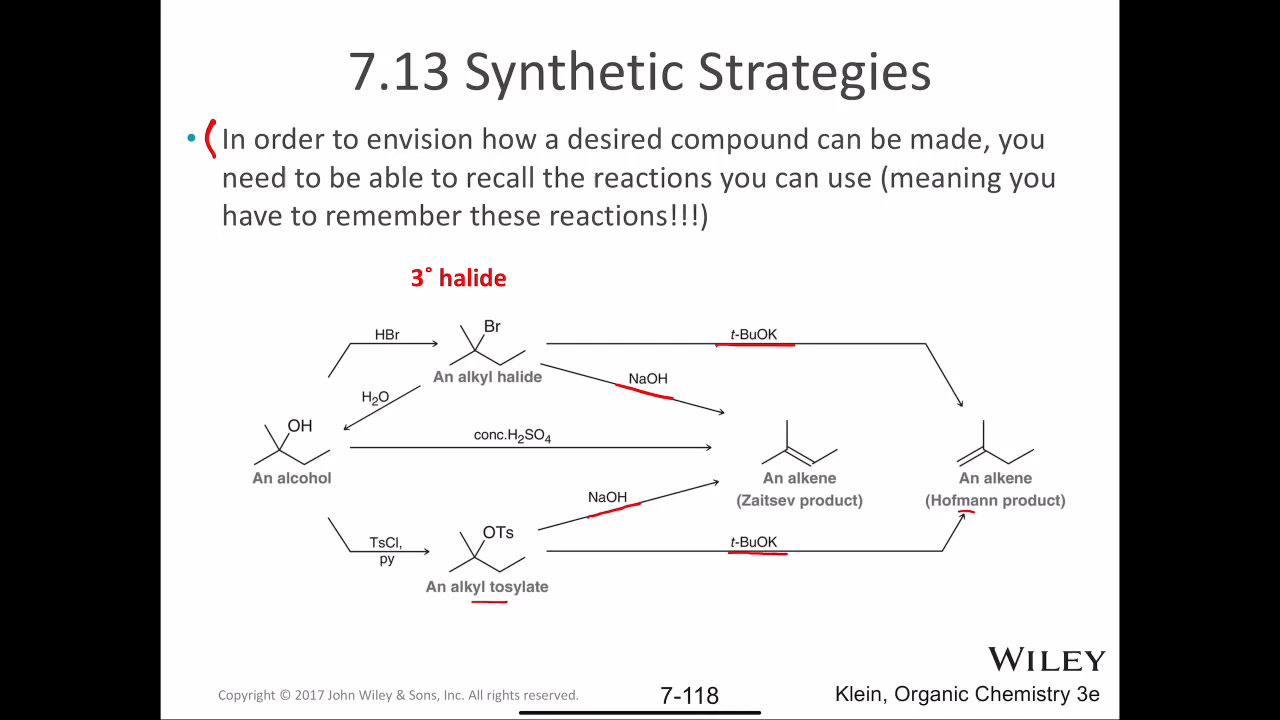 7.13 Synthetic Strategies
• In order to envision how a desired compound can be made, you
need to be able to recall the reactions you can use (meaning you
have to remember these reactions!!!)
3° halide
HBr
Br
An alkyl halide
t-BuOK
NaOH
H₂O
OH
An alcohol
conc.H₂SO₄
An alkene
(Zaitsev product)
An alkene
(Hofmann product)
NaOH
TsCl,
py
OTs
An alkyl tosylate
t-BuOK
WILEY
Copyright © 2017 John Wiley & Sons, Inc. All rights reserved.
7-118
Klein, Organic Chemistry 3e